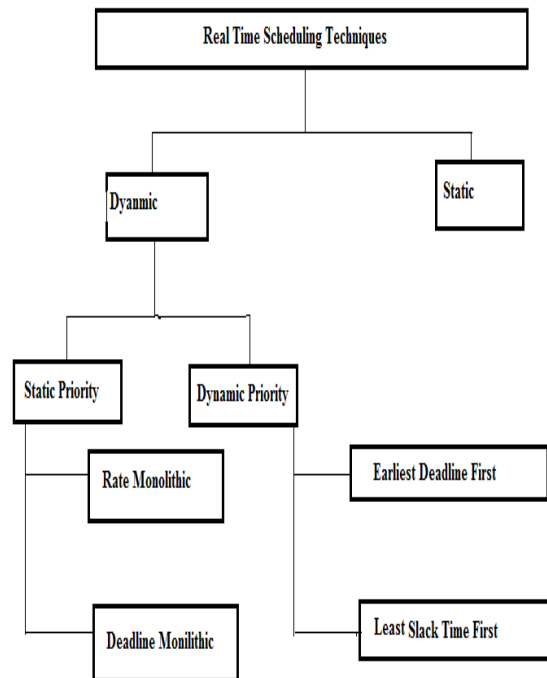 Real Time Scheduling Techniques
Dyanmic
Static
Static Priority
Dynamic Priority
Rate Monolithic
Earliest Deadline First
Deadline Monilithic
Least Slack Time First